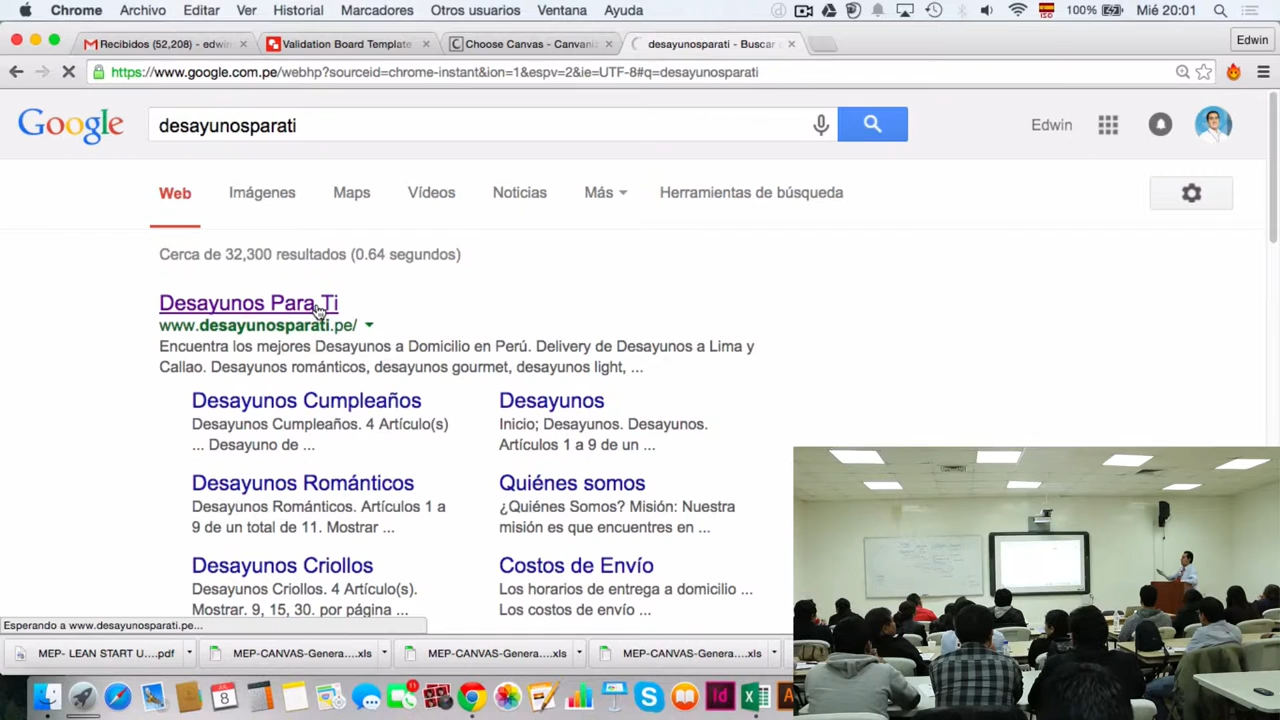 Chrome Archivo Editar Ver Historial Marcadores Otros usuarios Ventana Ayuda
ISO 100% Mié 20:01
Recibidos (52,208) - edwin
Validation Board Template
Choose Canvas - Canvaniz
desayunosparati - Buscar
Edwin
https://www.google.com.pe/webhp?sourceid=chrome-instant&ion=1&espv=2&ie=UTF-8#q=desayunosparati
Google
desayunosparati
Edwin
Web Imágenes Maps Vídeos Noticias Más Herramientas de búsqueda
Cerca de 32,300 resultados (0.64 segundos)
Desayunos Para Ti
www.desayunosparati.pe/
Encuentra los mejores Desayunos a Domicilio en Perú. Delivery de Desayunos a Lima y
Callao. Desayunos románticos, desayunos gourmet, desayunos light, ...
Desayunos Cumpleaños
Desayunos Cumpleaños. 4 Artículo(s)
... Desayuno de ...
Desayunos
Inicio; Desayunos. Desayunos.
Artículos 1 a 9 de un ...
Desayunos Románticos
Desayunos Románticos. Artículos 1 a
9 de un total de 11. Mostrar ...
Quiénes somos
¿Quiénes Somos? Misión: Nuestra
misión es que encuentres en ...
Desayunos Criollos
Desayunos Criollos. 4 Artículo(s).
Mostrar. 9, 15, 30. por página ...
Costos de Envío
Los horarios de entrega a domicilio ...
Los costos de envío ...
Esperando a www.desayunosparati.pe...
MEP- LEAN START U....pdf
MEP-CANVAS-Genera....xls
MEP-CANVAS-Genera....xls
MEP-CANVAS-Genera....xls
8
11
Id